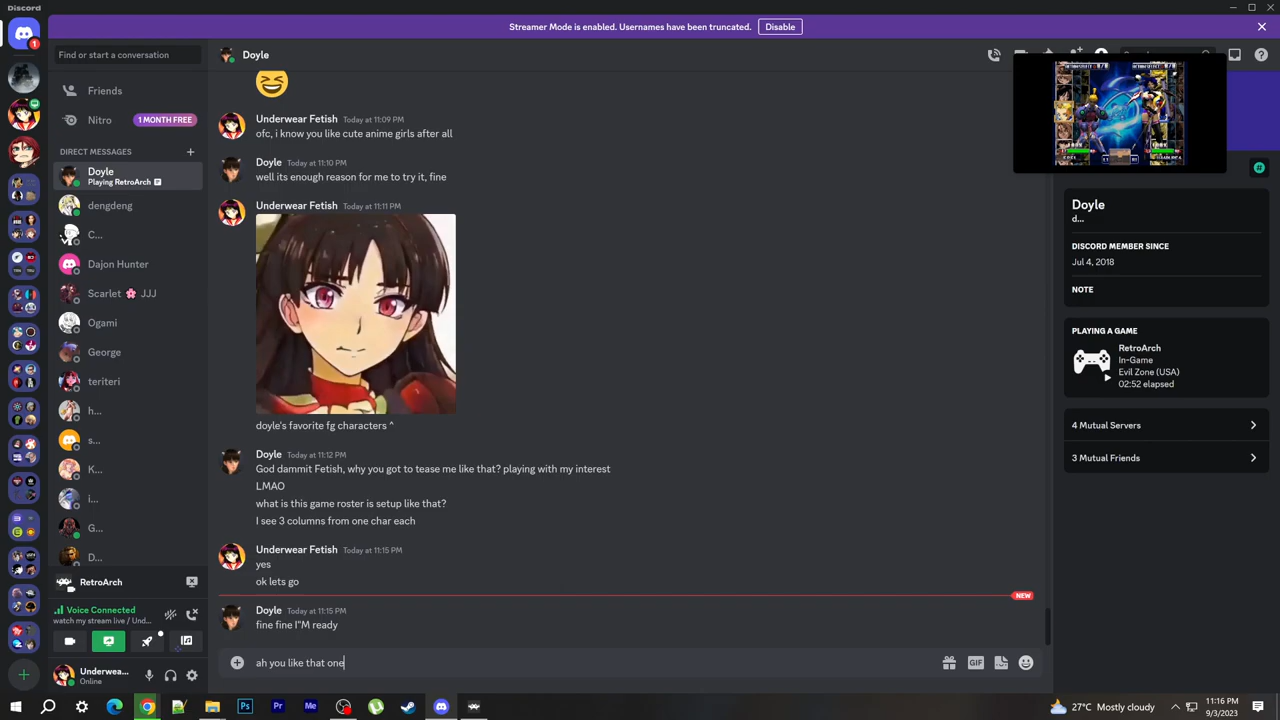 Discord
Streamer Mode is enabled. Usernames have been truncated.
Disable
Find or start a conversation
Doyle
Friends
Nitro
1 MONTH FREE
DIRECT MESSAGES
Doyle
Playing RetroArch
dengdeng
C...
Dajon Hunter
Scarlet 🌸 JJJ
Ogami
George
teriteri
h...
s...
K...
i...
G...
D...
RetroArch
Voice Connected
watch my stream live / Und...
Underwea...
Online
1
Underwear Fetish Today at 11:09 PM
ofc, i know you like cute anime girls after all
Doyle Today at 11:10 PM
well its enough reason for me to try it, fine
Underwear Fetish Today at 11:11 PM
doyle's favorite fg characters ^
Doyle Today at 11:12 PM
God dammit Fetish, why you got to tease me like that? playing with my interest
LMAO
what is this game roster is setup like that?
I see 3 columns from one char each
Underwear Fetish Today at 11:15 PM
yes
ok lets go
NEW
Doyle Today at 11:15 PM
fine fine I"M ready
ah you like that one
GIF
Doyle
d...
DISCORD MEMBER SINCE
Jul 4, 2018
NOTE
PLAYING A GAME
RetroArch
In-Game
Evil Zone (USA)
02:52 elapsed
4 Mutual Servers
3 Mutual Friends
27°C Mostly cloudy
11:16 PM
9/3/2023